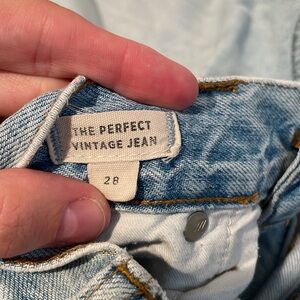 THE PERFECT
VINTAGE JEAN
28